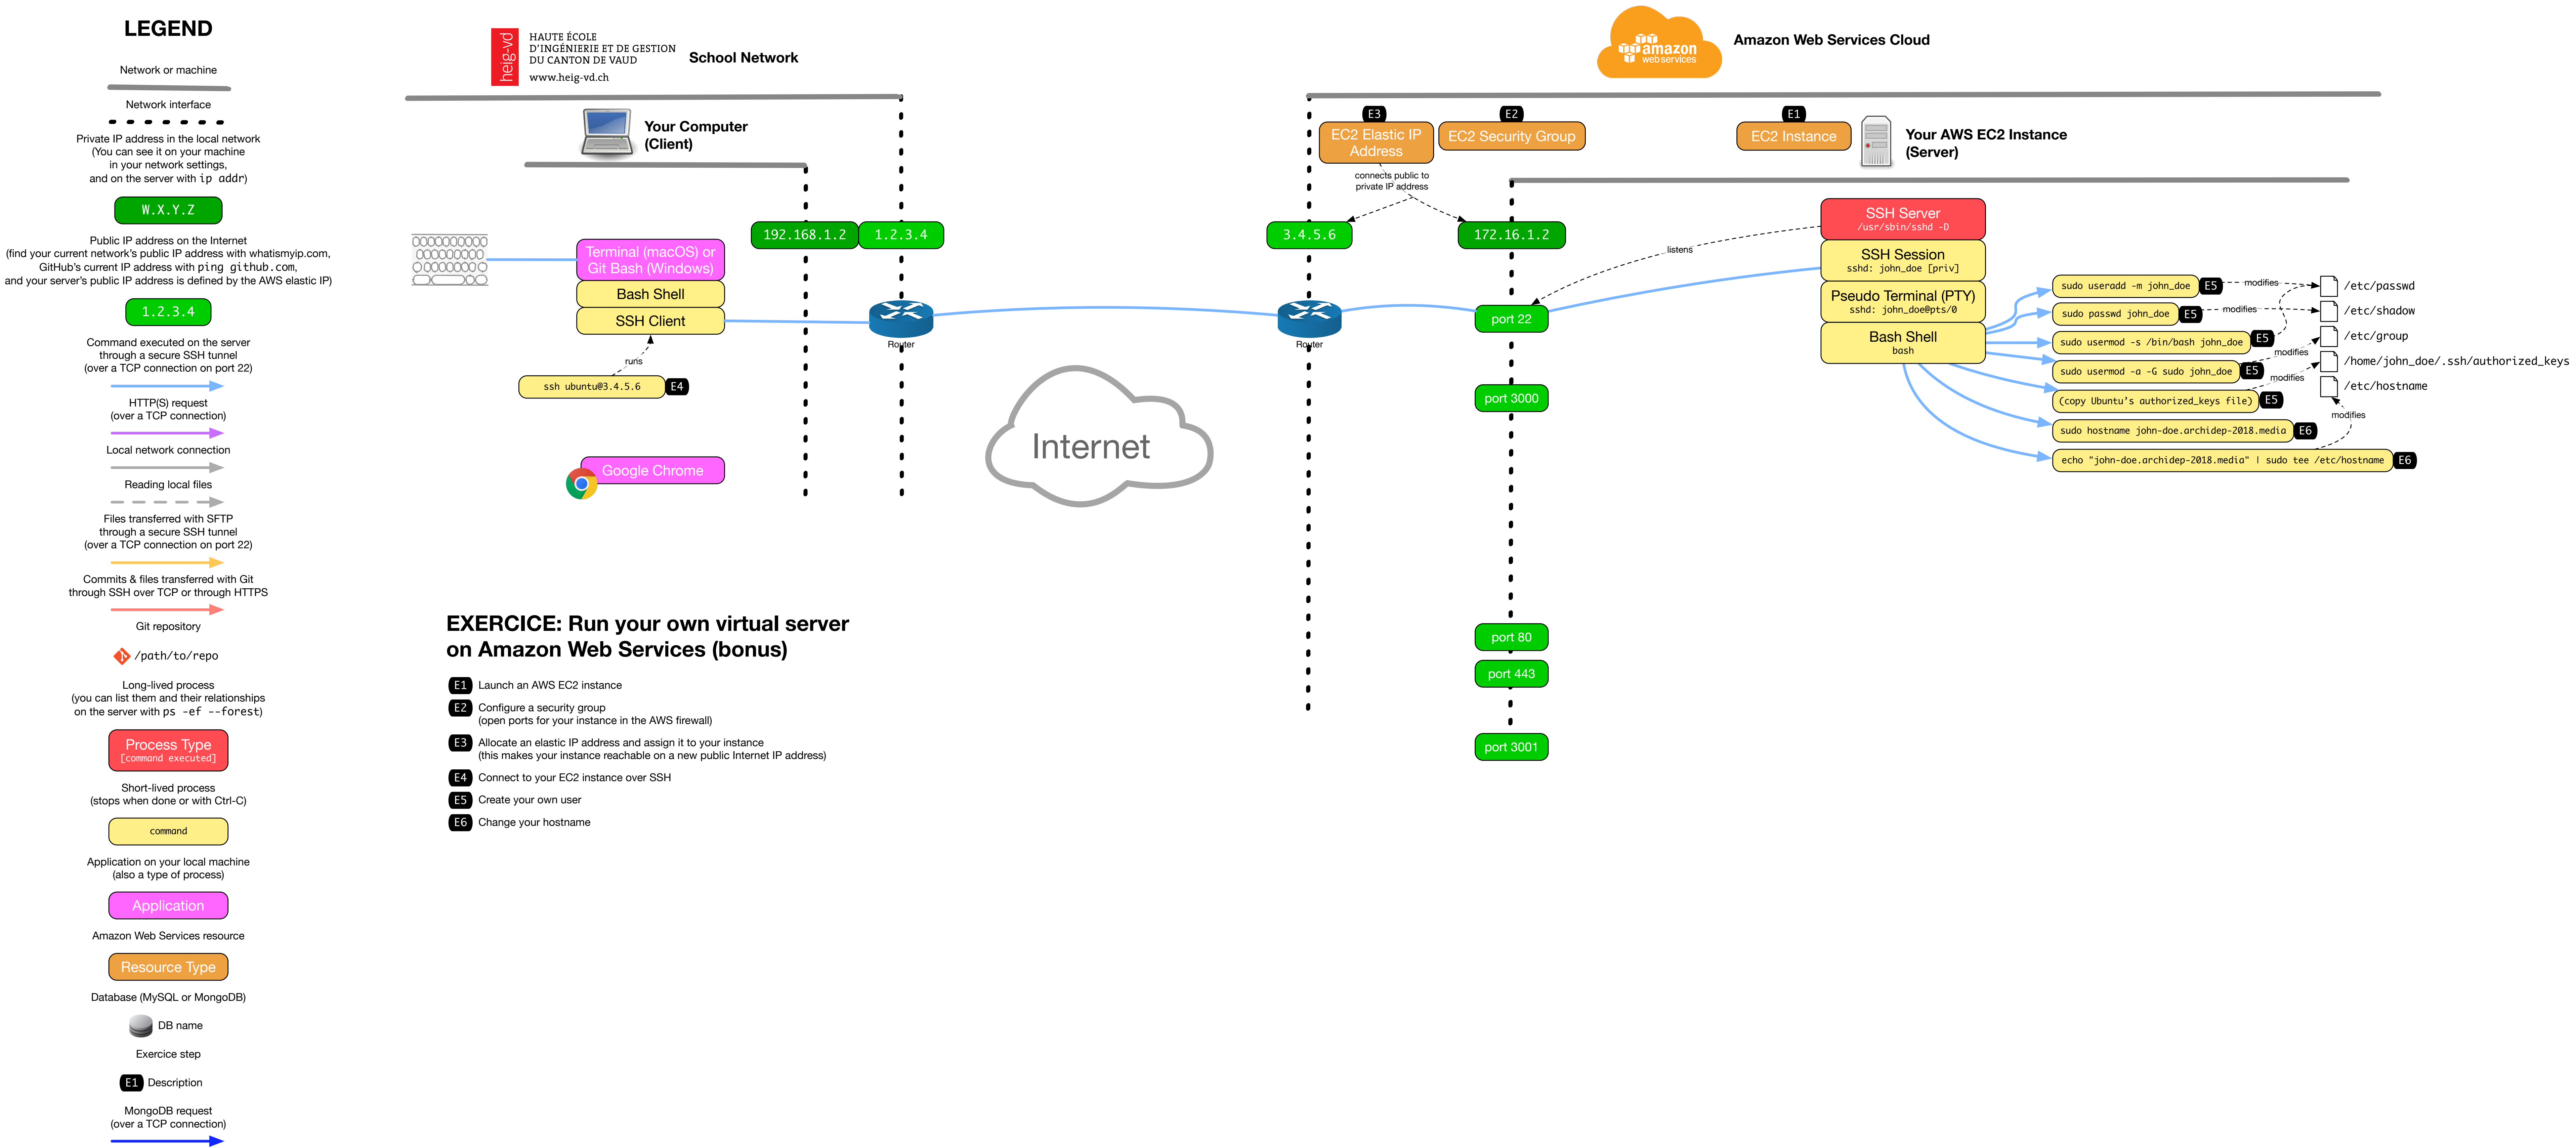 LEGEND
Network or machine
Network interface
Private IP address in the local network
(You can see it on your machine
in your network settings,
and on the server with ip addr)
W.X.Y.Z
Public IP address on the Internet
(find your current network's public IP address with whatismyip.com,
GitHub's current IP address with ping github.com,
and your server's public IP address is defined by the AWS elastic IP)
1.2.3.4
Command executed on the server
through a secure SSH tunnel
(over a TCP connection on port 22)
HTTP(S) request
(over a TCP connection)
Local network connection
Reading local files
Files transferred with SFTP
through a secure SSH tunnel
(over a TCP connection on port 22)
Commits & files transferred with Git
through SSH over TCP or through HTTPS
Git repository
/path/to/repo
Long-lived process
(you can list them and their relationships
on the server with ps -ef --forest)
Process Type
[command executed]
Short-lived process
(stops when done or with Ctrl-C)
command
Application on your local machine
(also a type of process)
Application
Amazon Web Services resource
Resource Type
Database (MySQL or MongoDB)
DB name
Exercice step
E1 Description
MongoDB request
(over a TCP connection)
heig-vd
HAUTE ÉCOLE
D'INGÉNIERIE ET DE GESTION
DU CANTON DE VAUD
www.heig-vd.ch
School Network
Your Computer
(Client)
192.168.1.2
1.2.3.4
Terminal (macOS) or
Git Bash (Windows)
Bash Shell
SSH Client
runs
ssh ubuntu@3.4.5.6 E4
Google Chrome
Router
Internet
EXERCICE: Run your own virtual server
on Amazon Web Services (bonus)
E1 Launch an AWS EC2 instance
E2 Configure a security group
(open ports for your instance in the AWS firewall)
E3 Allocate an elastic IP address and assign it to your instance
(this makes your instance reachable on a new public Internet IP address)
E4 Connect to your EC2 instance over SSH
E5 Create your own user
E6 Change your hostname
amazon
webservices
Amazon Web Services Cloud
E3
EC2 Elastic IP
Address
E2
EC2 Security Group
E1
EC2 Instance
Your AWS EC2 Instance
(Server)
connects public to
private IP address
3.4.5.6
172.16.1.2
Router
listens
port 22
port 3000
port 80
port 443
port 3001
SSH Server
/usr/sbin/sshd -D
SSH Session
sshd: john_doe [priv]
Pseudo Terminal (PTY)
sshd: john_doe@pts/0
Bash Shell
bash
sudo useradd -m john_doe E5
modifies
/etc/passwd
sudo passwd john_doe E5
modifies
/etc/shadow
sudo usermod -s /bin/bash john_doe E5
/etc/group
modifies
sudo usermod -a -G sudo john_doe E5
/home/john_doe/.ssh/authorized_keys
modifies
(copy Ubuntu's authorized_keys file) E5
/etc/hostname
modifies
sudo hostname john-doe.archidep-2018.media E6
echo "john-doe.archidep-2018.media" | sudo tee /etc/hostname E6